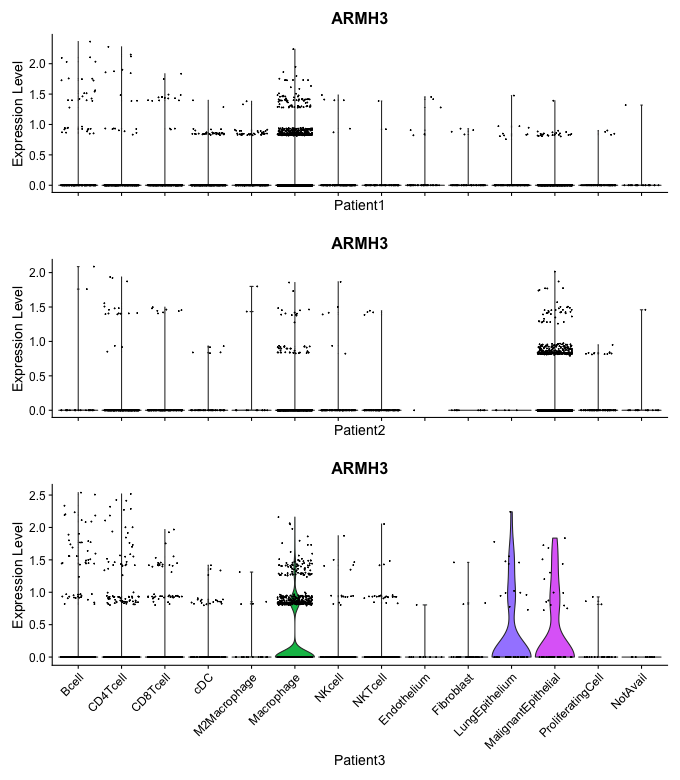 ARMH3
Expression Level
2.0
1.5
1.0
0.5
0.0
Patient1
ARMH3
Expression Level
2.0
1.5
1.0
0.5
0.0
Patient2
ARMH3
Expression Level
2.5
2.0
1.5
1.0
0.5
0.0
Bcell
CD4Tcell
CD8Tcell
cDC
M2Macrophage
Macrophage
NKcell
NKTcell
Endothelium
Fibroblast
LungEpithelium
MalignantEpithelial
ProliferatingCell
NotAvail
Patient3